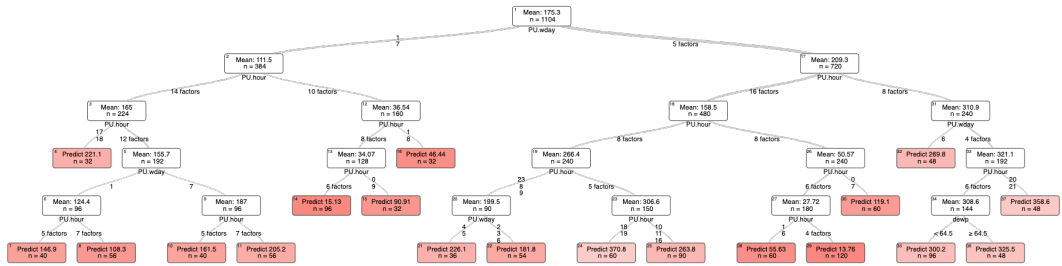 1 Mean: 175.3
n = 1104
PU.wday
1
7
5 factors
2 Mean: 111.5
n = 384
PU.hour
17 Mean: 209.3
n = 720
PU.hour
14 factors
10 factors
16 factors
8 factors
3 Mean: 165
n = 224
PU.hour
12 Mean: 36.54
n = 160
PU.hour
18 Mean: 158.5
n = 480
PU.hour
31 Mean: 310.9
n = 240
PU.wday
17
18
12 factors
8 factors
1
8
8 factors
8 factors
6
4 factors
4 Predict 221.1
n = 32
5 Mean: 155.7
n = 192
PU.wday
13 Mean: 34.07
n = 128
PU.hour
16 Predict 46.44
n = 32
19 Mean: 266.4
n = 240
PU.hour
26 Mean: 50.57
n = 240
PU.hour
32 Predict 269.8
n = 48
33 Mean: 321.1
n = 192
PU.hour
1
7
6 factors
0
9
23
8
9
5 factors
6 factors
0
7
6 factors
20
21
6 Mean: 124.4
n = 96
PU.hour
9 Mean: 187
n = 96
PU.hour
14 Predict 15.13
n = 96
15 Predict 90.91
n = 32
20 Mean: 199.5
n = 90
PU.wday
23 Mean: 306.6
n = 150
PU.hour
27 Mean: 27.72
n = 180
PU.hour
30 Predict 119.1
n = 60
34 Mean: 308.6
n = 144
dewp
37 Predict 358.6
n = 48
5 factors
7 factors
5 factors
7 factors
4
5
2
3
6
18
19
10
11
16
1
6
4 factors
< 64.5
≥ 64.5
7 Predict 146.9
n = 40
8 Predict 108.3
n = 56
10 Predict 161.5
n = 40
11 Predict 205.2
n = 56
21 Predict 226.1
n = 36
22 Predict 181.8
n = 54
24 Predict 370.8
n = 60
25 Predict 263.8
n = 90
28 Predict 55.63
n = 60
29 Predict 13.76
n = 120
35 Predict 300.2
n = 96
36 Predict 325.5
n = 48